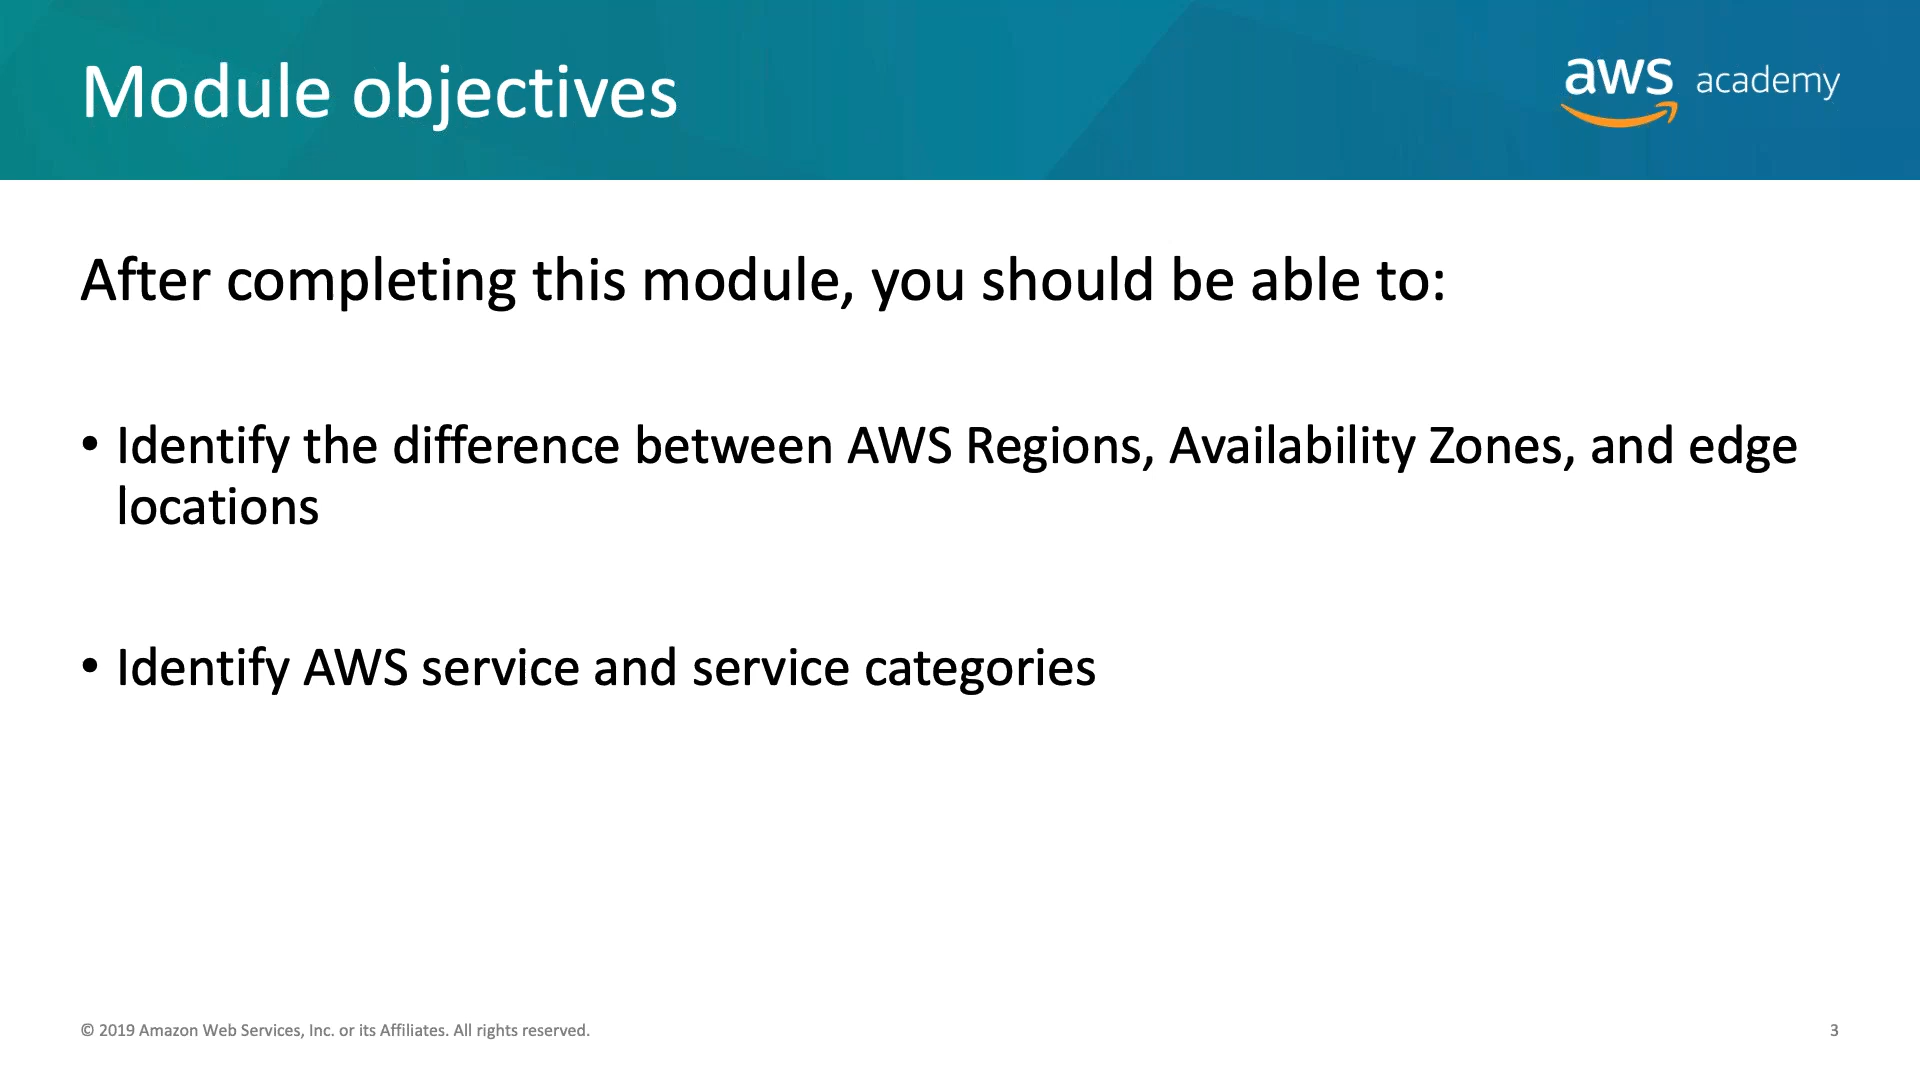 Module objectives
aws academy
After completing this module, you should be able to:
• Identify the difference between AWS Regions, Availability Zones, and edge
locations
• Identify AWS service and service categories
© 2019 Amazon Web Services, Inc. or its Affiliates. All rights reserved.
3